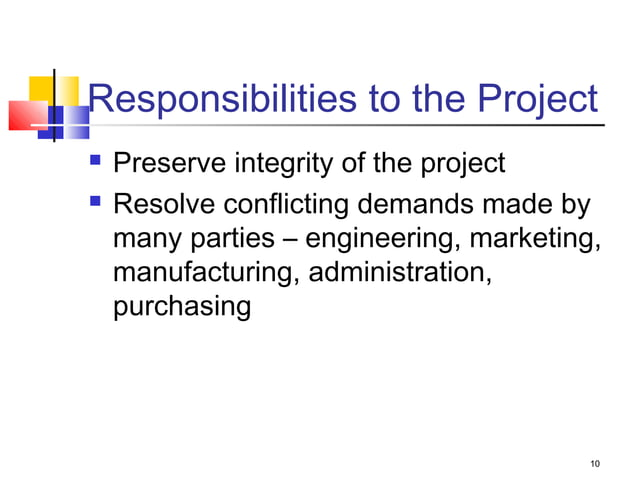 Responsibilities to the Project
Preserve integrity of the project
Resolve conflicting demands made by
many parties – engineering, marketing,
manufacturing, administration,
purchasing
10